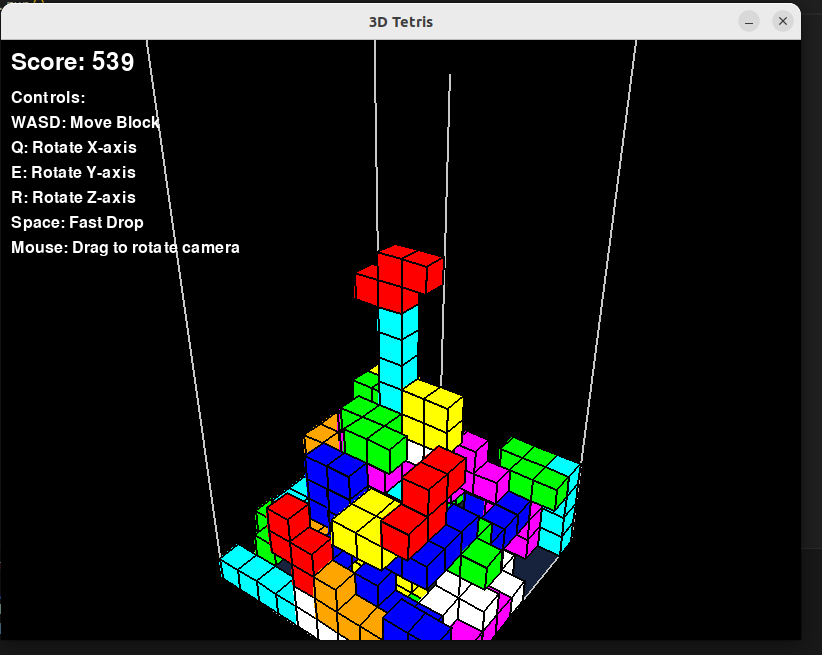 3D Tetris
Score: 539
Controls:
WASD: Move Block
Q: Rotate X-axis
E: Rotate Y-axis
R: Rotate Z-axis
Space: Fast Drop
Mouse: Drag to rotate camera